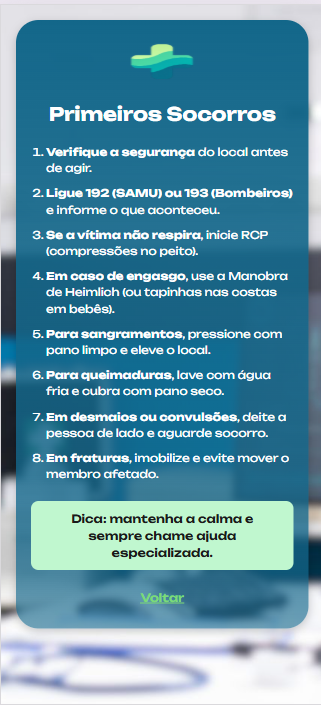 Primeiros Socorros
1. Verifique a segurança do local antes
de agir.
2. Ligue 192 (SAMU) ou 193 (Bombeiros)
e informe o que aconteceu.
3. Se a vítima não respira, inicie RCP
(compressões no peito).
4. Em caso de engasgo, use a Manobra
de Heimlich (ou tapinhas nas costas
em bebês).
5. Para sangramentos, pressione com
pano limpo e eleve o local.
6. Para queimaduras, lave com água
fria e cubra com pano seco.
7. Em desmaios ou convulsões, deite a
pessoa de lado e aguarde socorro.
8. Em fraturas, imobilize e evite mover o
membro afetado.
Dica: mantenha a calma e
sempre chame ajuda
especializada.
Voltar